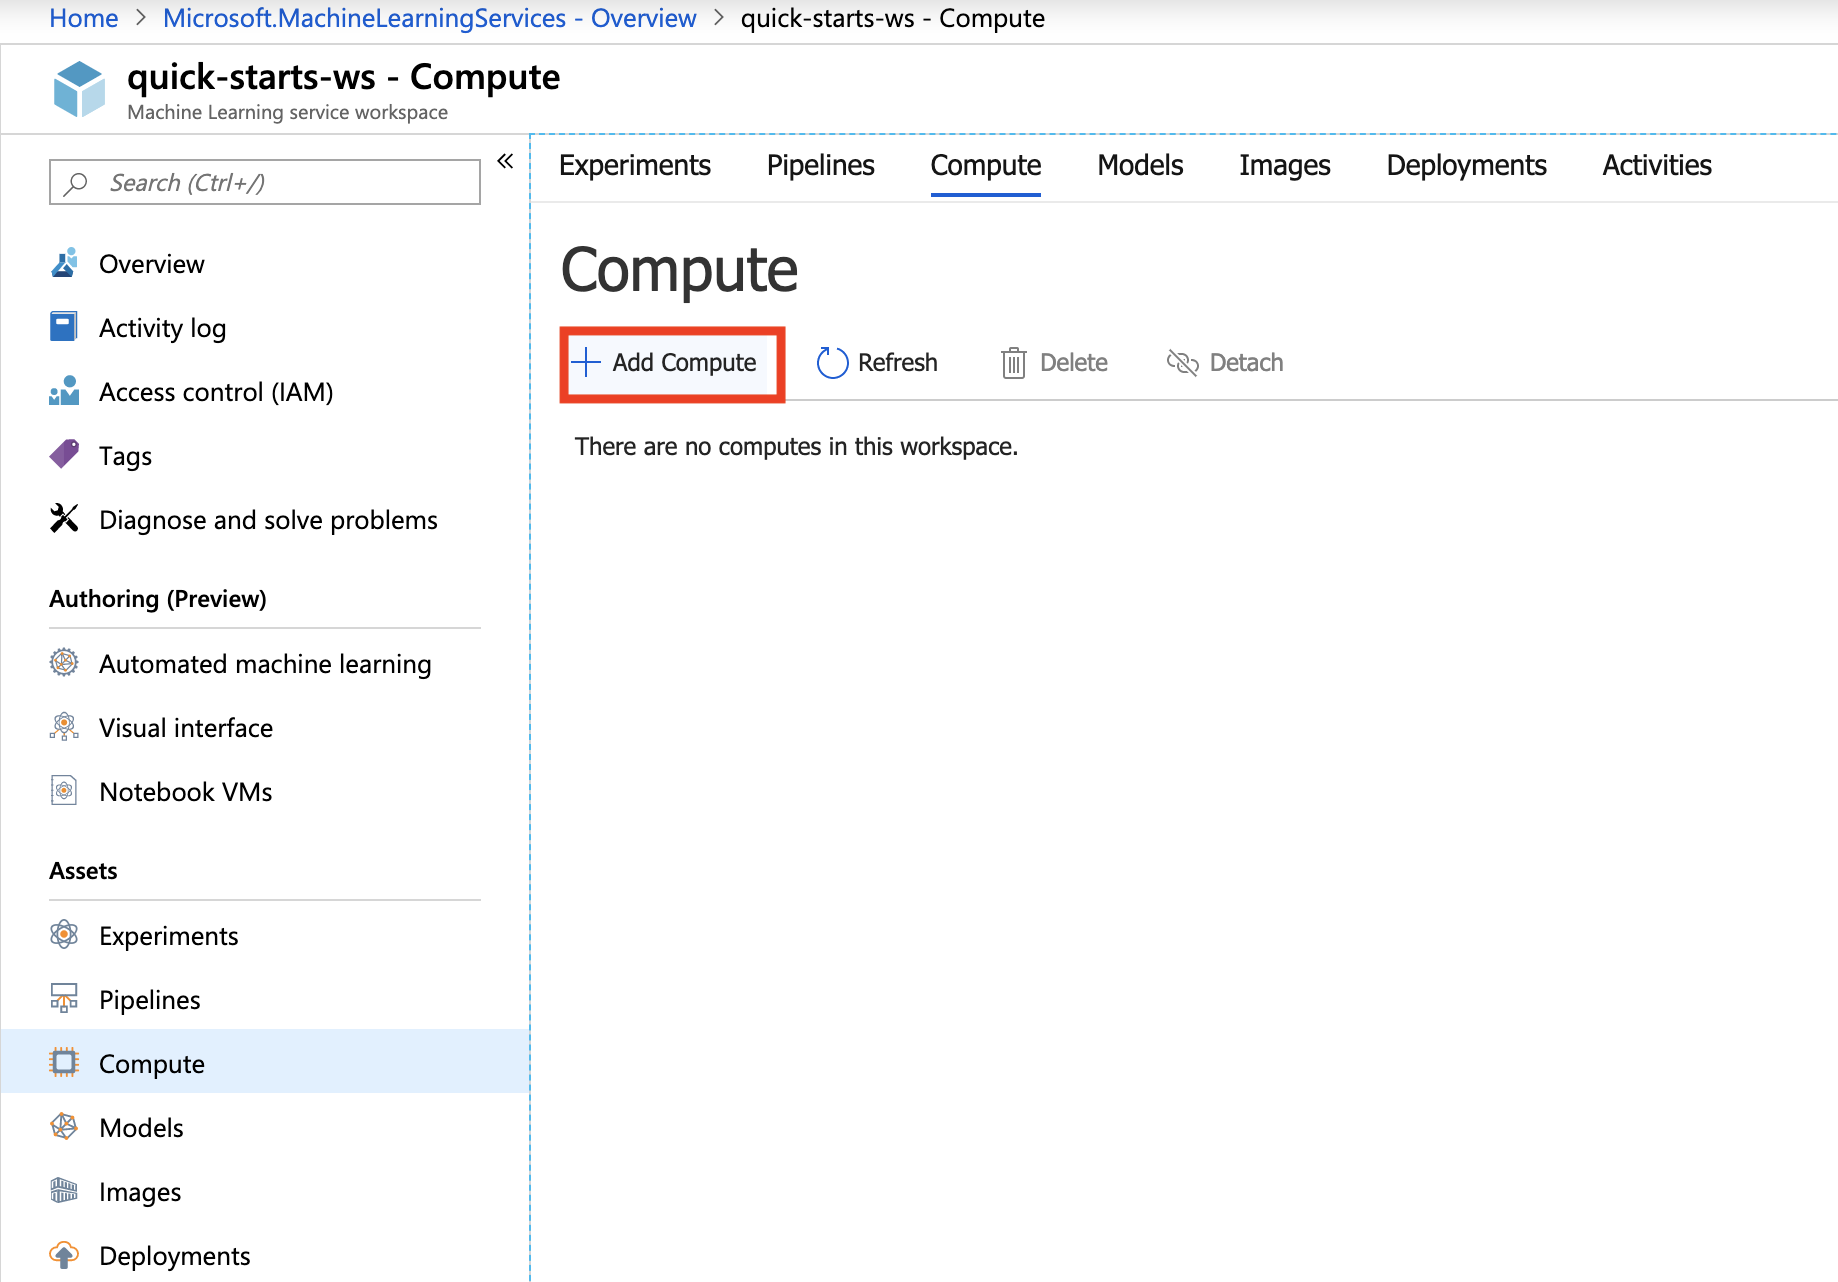 Home > Microsoft.MachineLearningServices - Overview > quick-starts-ws - Compute
quick-starts-ws - Compute
Machine Learning service workspace
Search (Ctrl+/)
«
Overview
Activity log
Access control (IAM)
Tags
Diagnose and solve problems
Authoring (Preview)
Automated machine learning
Visual interface
Notebook VMs
Assets
Experiments
Pipelines
Compute
Models
Images
Deployments
Experiments Pipelines Compute Models Images Deployments Activities
Compute
Add Compute Refresh Delete Detach
There are no computes in this workspace.